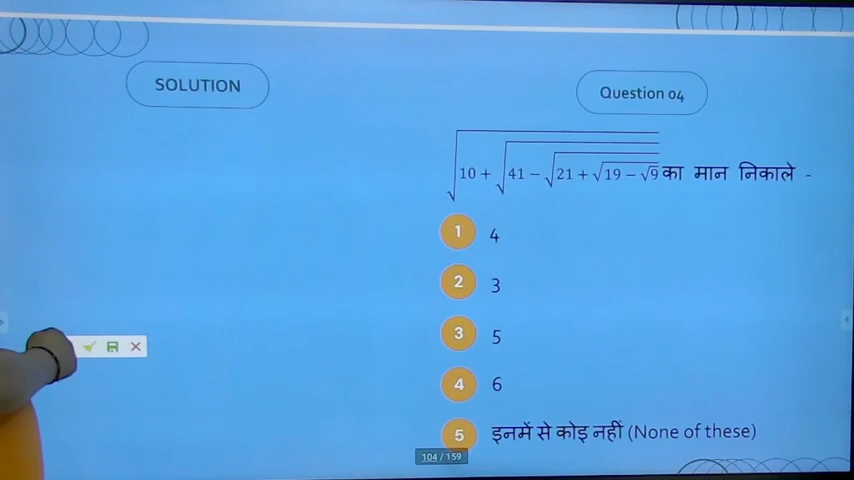 SOLUTION
Question 04
√(10 + √(41 − √(21 + √(19 − √9)))) का मान निकाले -
1 4
2 3
3 5
4 6
5 इनमें से कोइ नहीं (None of these)
104 / 159